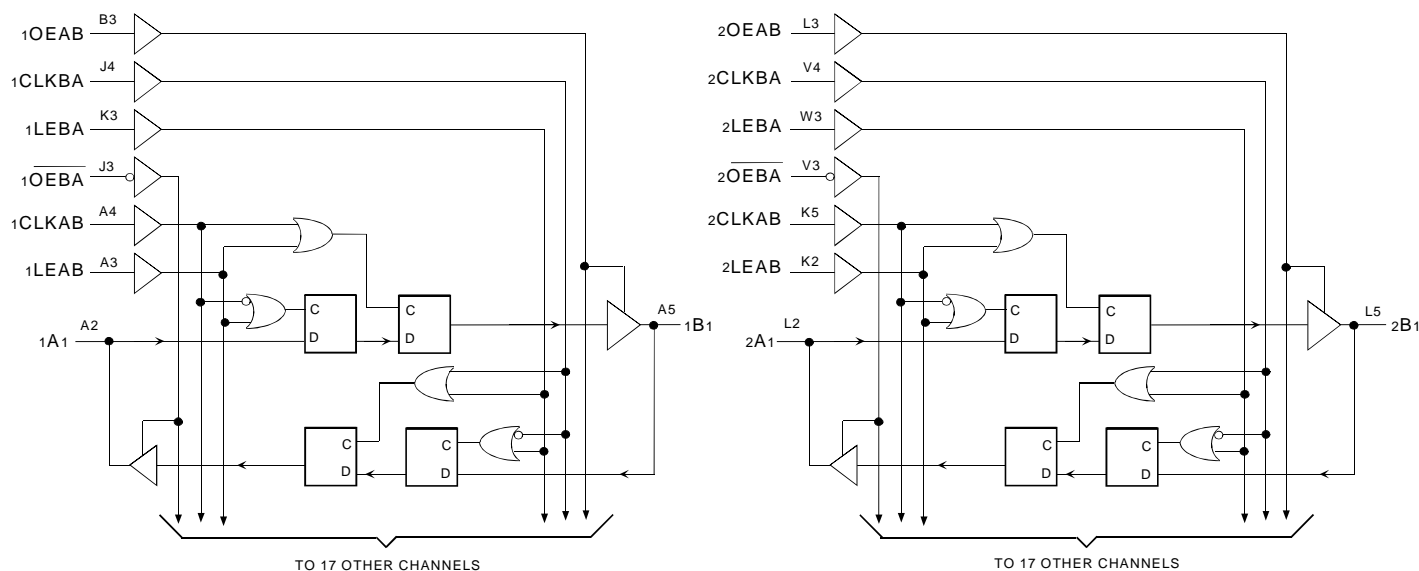 B3
1OEAB
J4
1CLKBA
K3
1LEBA
J3
1OEBA
A4
1CLKAB
A3
1LEAB
C
C
A2
A5
1A1
1B1
D
D
C
C
D
D
TO 17 OTHER CHANNELS
L3
2OEAB
V4
2CLKBA
W3
2LEBA
V3
2OEBA
K5
2CLKAB
K2
2LEAB
C
C
L2
L5
2A1
2B1
D
D
C
C
D
D
TO 17 OTHER CHANNELS